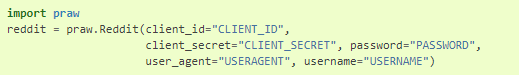 import praw
reddit = praw.Reddit(client_id="CLIENT_ID",
                     client_secret="CLIENT_SECRET", password="PASSWORD",
                     user_agent="USERAGENT", username="USERNAME")